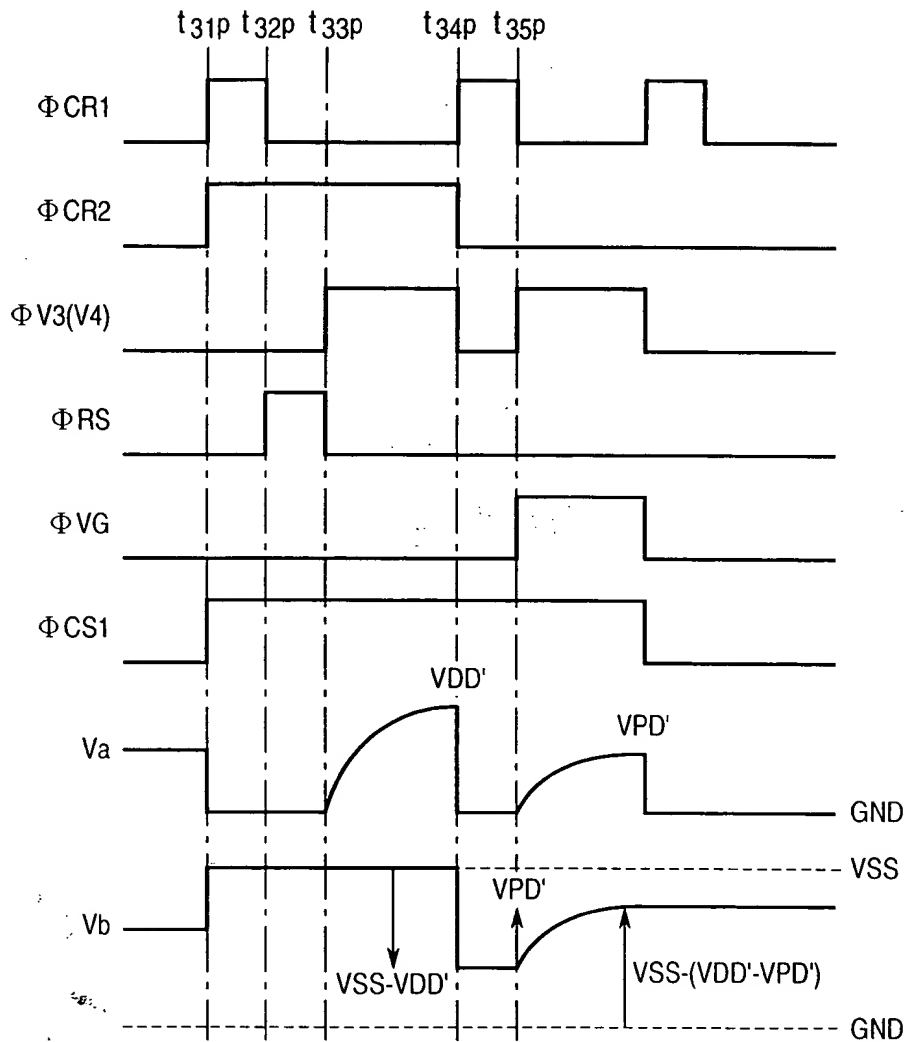 t31p t32p t33p t34p t35p
ΦCR1
ΦCR2
ΦV3(V4)
ΦRS
ΦVG
ΦCS1
VDD'
VPD'
Va
GND
VSS
VPD'
Vb
VSS-VDD'
VSS-(VDD'-VPD')
GND